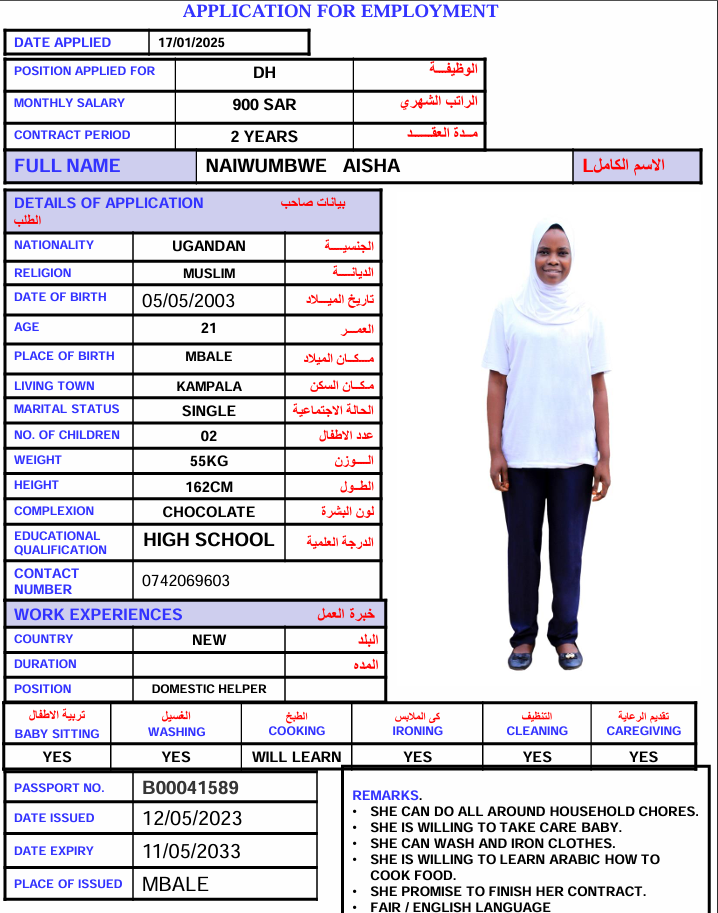 APPLICATION FOR EMPLOYMENT
DATE APPLIED 17/01/2025
POSITION APPLIED FOR DH الوظيفـــة
MONTHLY SALARY 900 SAR الراتب الشهري
CONTRACT PERIOD 2 YEARS مـدة العقــــد
FULL NAME NAIWUMBWE AISHA الاسم الكاملL
DETAILS OF APPLICATION بيانات صاحب
الطلب
NATIONALITY UGANDAN الجنسيــــة
RELIGION MUSLIM الديانــــة
DATE OF BIRTH 05/05/2003 تاريخ الميـــلاد
AGE 21 العمـــر
PLACE OF BIRTH MBALE مـــكـان الميلاد
LIVING TOWN KAMPALA مكـان السكن
MARITAL STATUS SINGLE الحالة الاجتماعية
NO. OF CHILDREN 02 عدد الاطفال
WEIGHT 55KG الــــوزن
HEIGHT 162CM الطــول
COMPLEXION CHOCOLATE لون البشرة
EDUCATIONAL QUALIFICATION HIGH SCHOOL الدرجة العلمية
CONTACT NUMBER 0742069603
WORK EXPERIENCES خبرة العمل
COUNTRY NEW البلد
DURATION المده
POSITION DOMESTIC HELPER
تربية الاطفال الغسيل الطبخ كى الملابس التنظيف تقديم الرعاية
BABY SITTING WASHING COOKING IRONING CLEANING CAREGIVING
YES YES WILL LEARN YES YES YES
PASSPORT NO. B00041589
DATE ISSUED 12/05/2023
DATE EXPIRY 11/05/2033
PLACE OF ISSUED MBALE
REMARKS.
• SHE CAN DO ALL AROUND HOUSEHOLD CHORES.
• SHE IS WILLING TO TAKE CARE BABY.
• SHE CAN WASH AND IRON CLOTHES.
• SHE IS WILLING TO LEARN ARABIC HOW TO
COOK FOOD.
• SHE PROMISE TO FINISH HER CONTRACT.
• FAIR / ENGLISH LANGUAGE